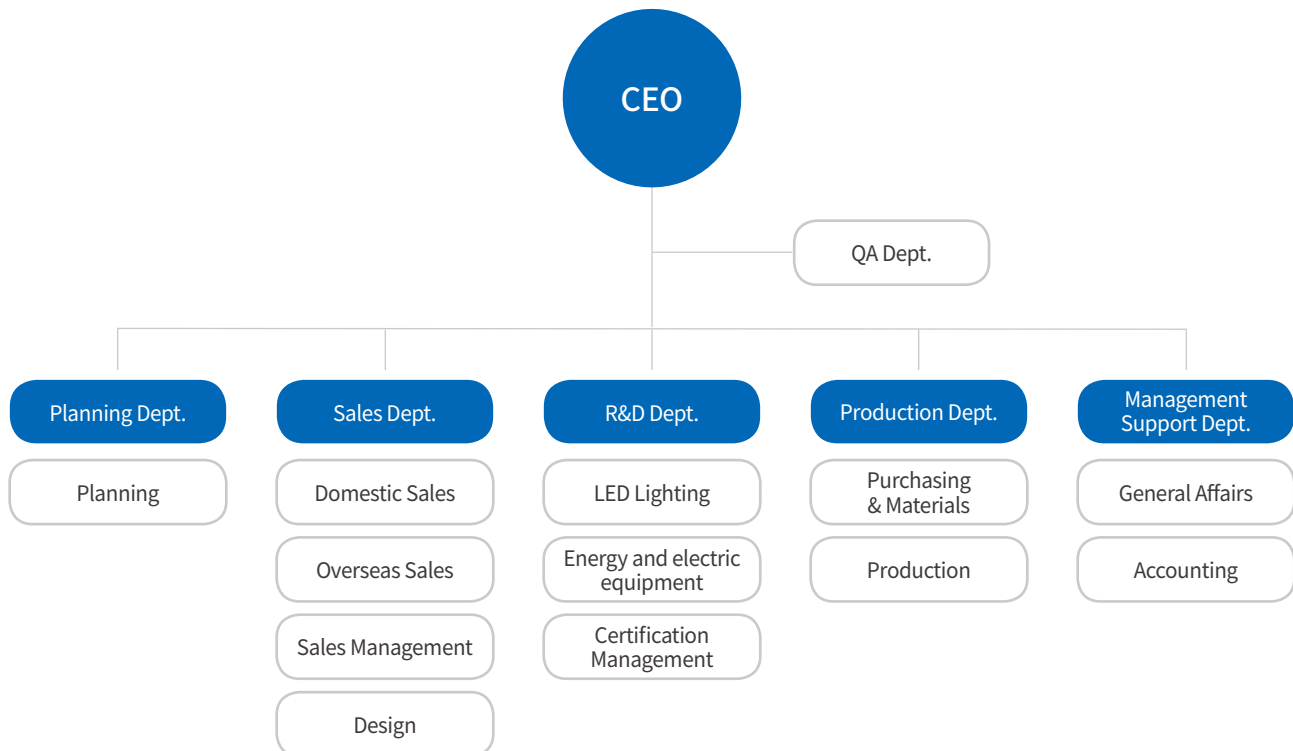 CEO
QA Dept.
Planning Dept.
Sales Dept.
R&D Dept.
Production Dept.
Management
Support Dept.
Planning
Domestic Sales
LED Lighting
Purchasing
& Materials
General Affairs
Overseas Sales
Energy and electric
equipment
Production
Accounting
Sales Management
Certification
Management
Design